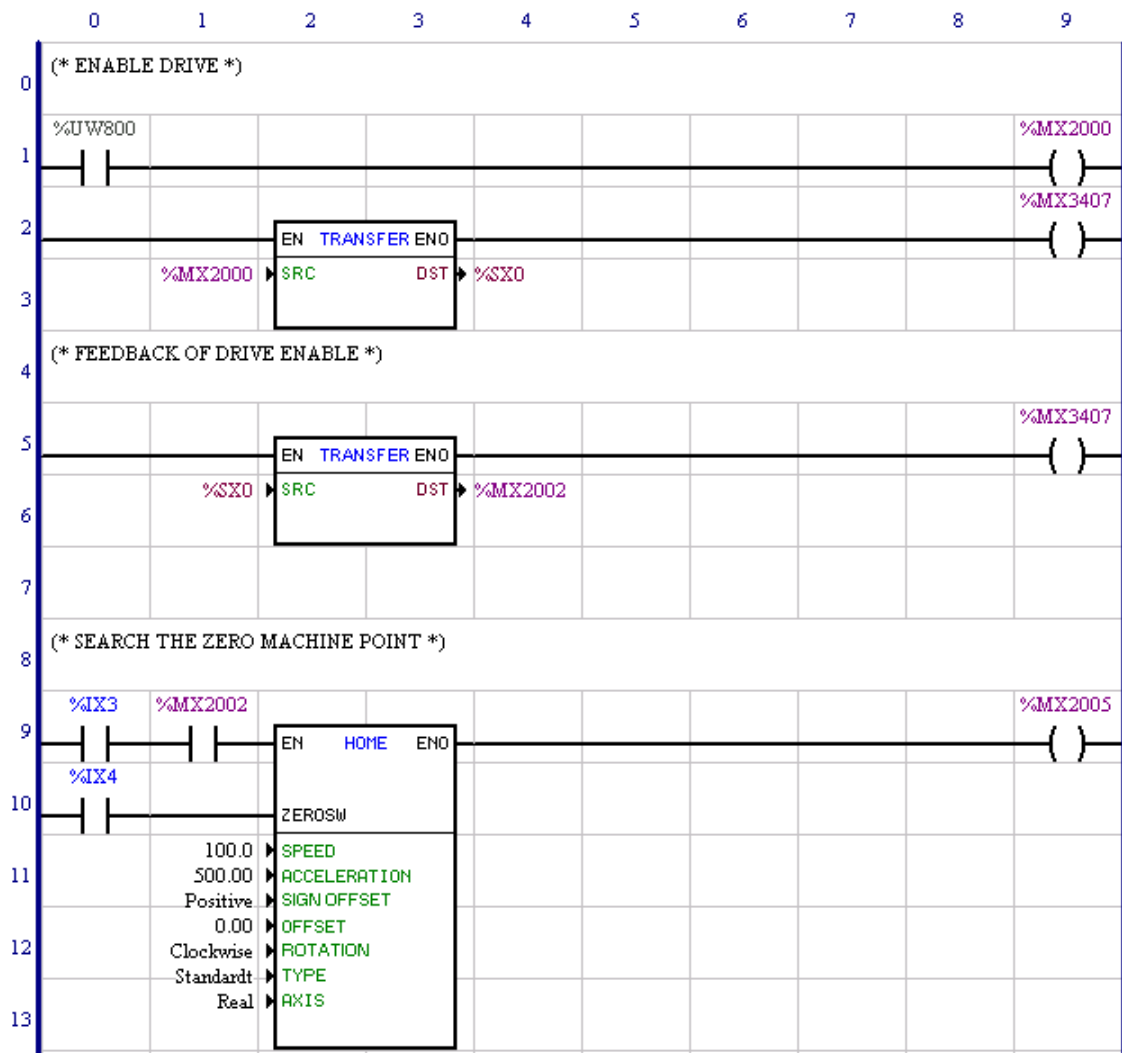 0 1 2 3 4 5 6 7 8 9
0 (* ENABLE DRIVE *)
%UW800 %MX2000
1
%MX3407
2 EN TRANSFER ENO
%MX2000 SRC DST %SX0
3
(* FEEDBACK OF DRIVE ENABLE *)
4
%MX3407
5 EN TRANSFER ENO
%SX0 SRC DST %MX2002
6
7
(* SEARCH THE ZERO MACHINE POINT *)
8
%IX3 %MX2002 %MX2005
9 EN HOME ENO
%IX4
10 ZEROSW
100.0 SPEED
11 500.00 ACCELERATION
Positive SIGN OFFSET
0.00 OFFSET
12 Clockwise ROTATION
Standardt TYPE
Real AXIS
13